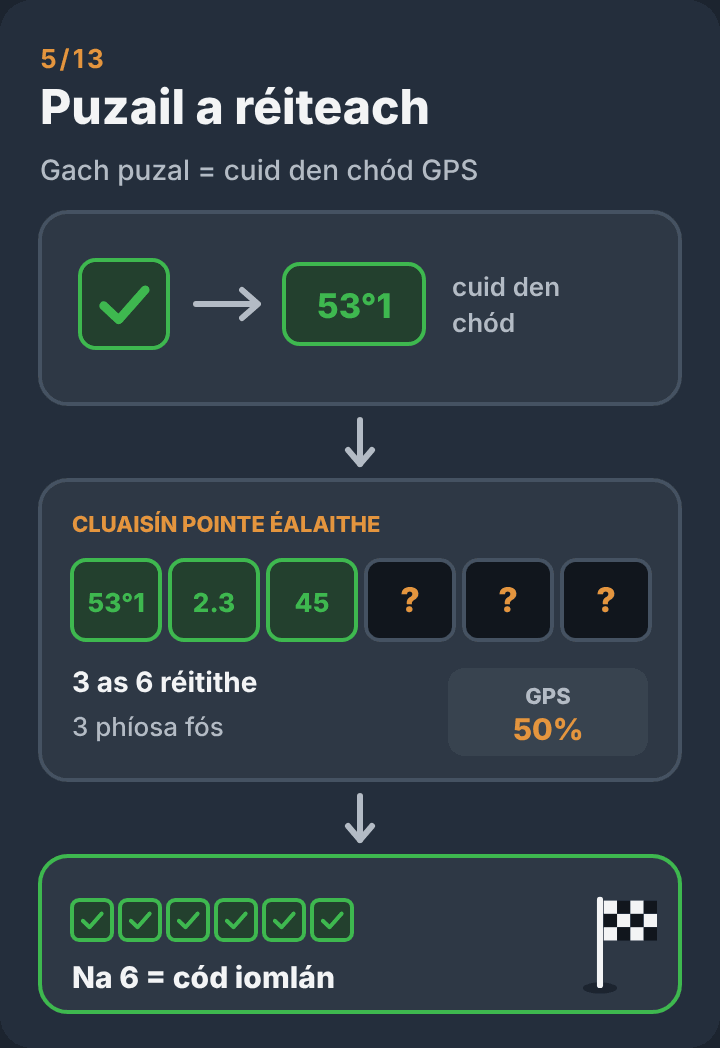 5/13
Puzail a réiteach
Gach puzal = cuid den chód GPS
53°1
cuid den
chód
CLUAISÍN POINTE ÉALAITHE
53°1 2.3 45 ? ? ?
3 as 6 réitithe
3 phíosa fós
GPS
50%
Na 6 = cód iomlán